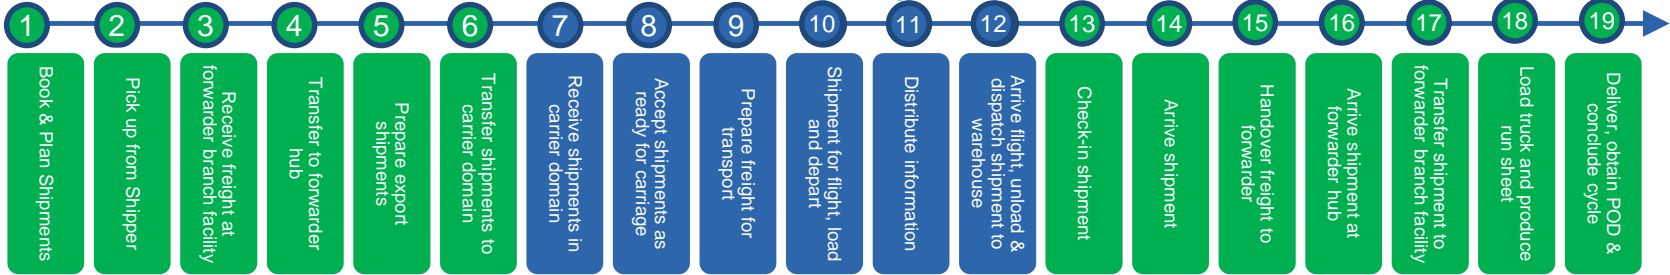 1
2
3
4
5
6
7
8
9
10
11
12
13
14
15
16
17
18
19
Book & Plan Shipments
Pick up from Shipper
Receive freight at
forwarder branch facility
Transfer to forwarder
hub
Prepare export
shipments
Transfer shipments to
carrier domain
Receive shipments in
carrier domain
Accept shipments as
ready for carriage
Prepare freight for
transport
Shipment for flight, load
and depart
Distribute information
Arrive flight, unload &
dispatch shipment to
warehouse
Check-in shipment
Arrive shipment
Handover freight to
forwarder
Arrive shipment at
forwarder hub
Transfer shipment to
forwarder branch facility
Load truck and produce
run sheet
Deliver, obtain POD &
conclude cycle